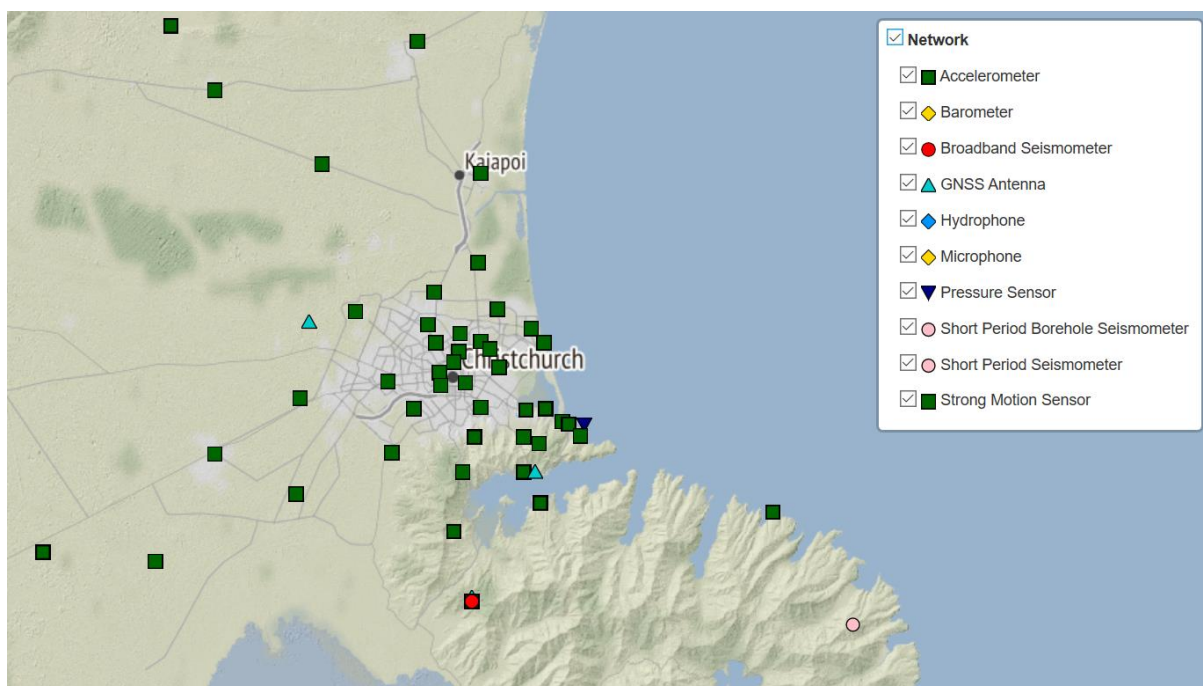 Network
Accelerometer
Barometer
Broadband Seismometer
GNSS Antenna
Hydrophone
Microphone
Pressure Sensor
Short Period Borehole Seismometer
Short Period Seismometer
Strong Motion Sensor
Kaiapoi
Christchurch